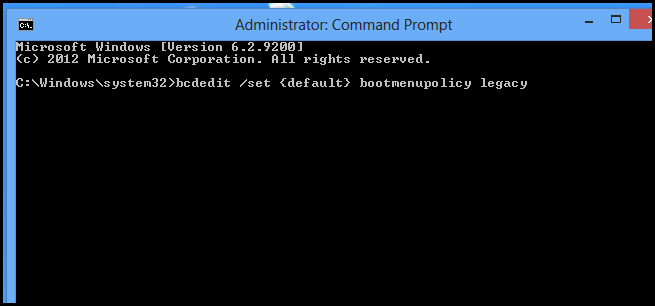 Administrator: Command Prompt
Microsoft Windows [Version 6.2.9200]
(c) 2012 Microsoft Corporation. All rights reserved.
C:\Windows\system32>bcdedit /set {default} bootmenupolicy legacy